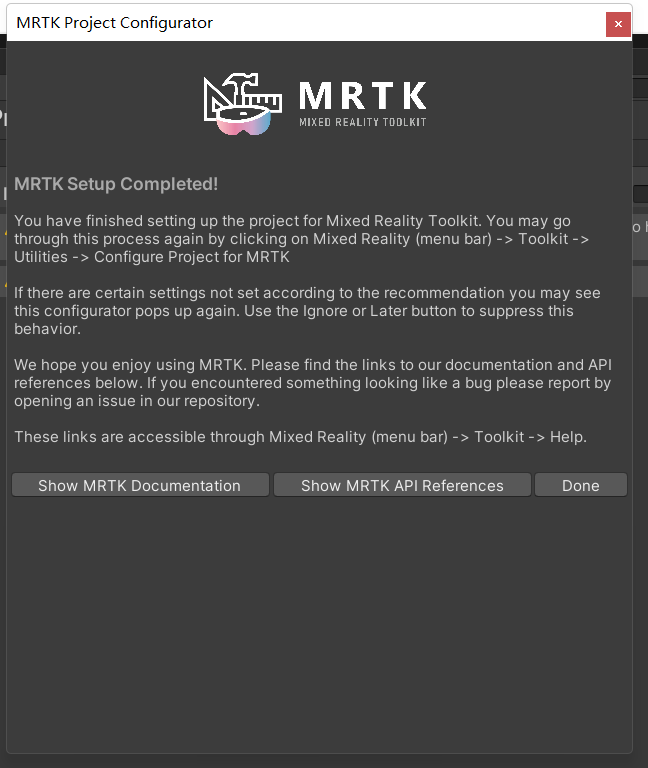 MRTK Project Configurator
MRTK
MIXED REALITY TOOLKIT
MRTK Setup Completed!
You have finished setting up the project for Mixed Reality Toolkit. You may go
through this process again by clicking on Mixed Reality (menu bar) -> Toolkit ->
Utilities -> Configure Project for MRTK
If there are certain settings not set according to the recommendation you may see
this configurator pops up again. Use the Ignore or Later button to suppress this
behavior.
We hope you enjoy using MRTK. Please find the links to our documentation and API
references below. If you encountered something looking like a bug please report by
opening an issue in our repository.
These links are accessible through Mixed Reality (menu bar) -> Toolkit -> Help.
Show MRTK Documentation Show MRTK API References Done